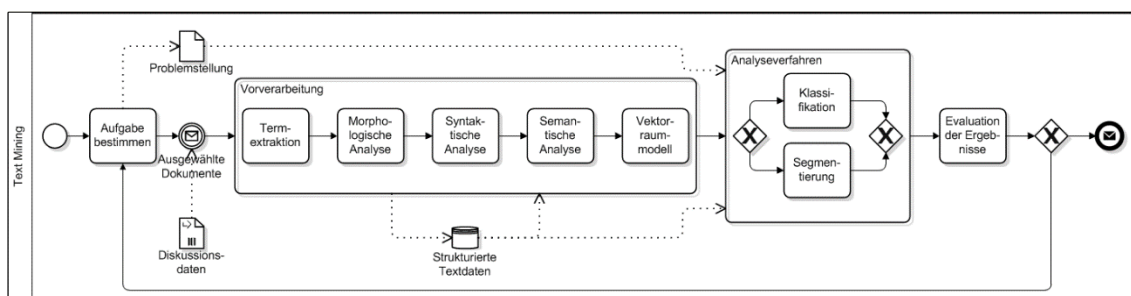 Text Mining
Problemstellung
Aufgabe
bestimmen
Ausgewählte
Dokumente
Diskussions-
daten
Vorverarbeitung
Term-
extraktion
Morpho-
logische
Analyse
Syntak-
tische
Analyse
Seman-
tische
Analyse
Vektor-
raum-
modell
Strukturierte
Textdaten
Analyseverfahren
Klassi-
fikation
Segmen-
tierung
Evaluation
der Ergeb-
nisse